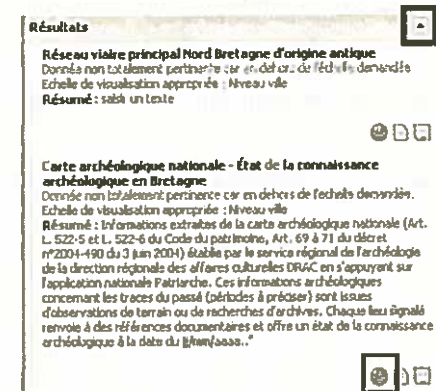 Résultats
Réseau viaire principal Nord Bretagne d'origine antique
Donnée non totalement pertinente car en dehors de l'échelle demandée
Echelle de visualisation appropriée : Niveau ville
Résumé : saisir un texte
Carte archéologique nationale - État de la connaissance
archéologique en Bretagne
Donnée non totalement pertinente car en dehors de l'echelle demandée.
Echelle de visualisation appropriée : Niveau ville
Résumé : Informations extraites de la carte archéologique nationale (Art.
L. 522-5 et L. 522-6 du Code du patrimoine, Art. 69 à 71 du décret
n°2004-490 du 3 juin 2004) établie par le service régional de l'archéologie
de la direction régionale des affaires culturelles DRAC en s'appuyant sur
l'application nationale Patriarche. Ces informations archéologiques
concernant les traces du passé (périodes à préciser) sont issues
d'observations de terrain ou de recherches d'archives. Chaque lieu signalé
renvoie à des références documentaires et offre un état de la connaissance
archéologique à la date du jj/mm/aaaa.."